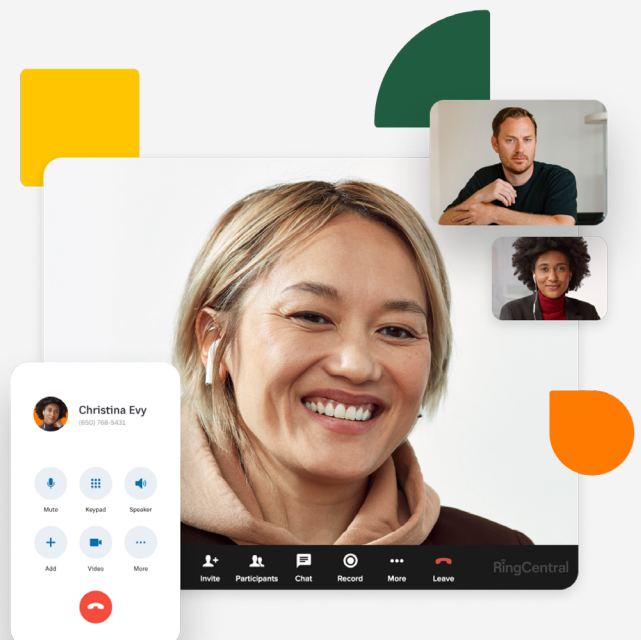 Christina Evy
(650) 768-5431
Mute Keypad Speaker
Add Video More
Invite Participants Chat Record More Leave
RingCentral